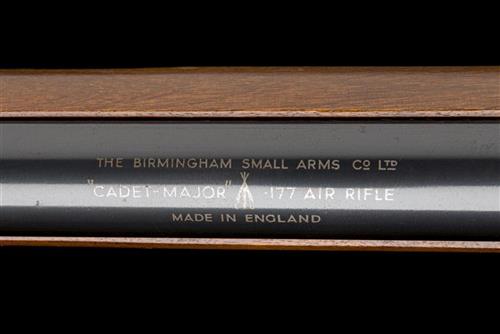 THE BIRMINGHAM SMALL ARMS CO LTD
"CADET-MAJOR" .177 AIR RIFLE
MADE IN ENGLAND